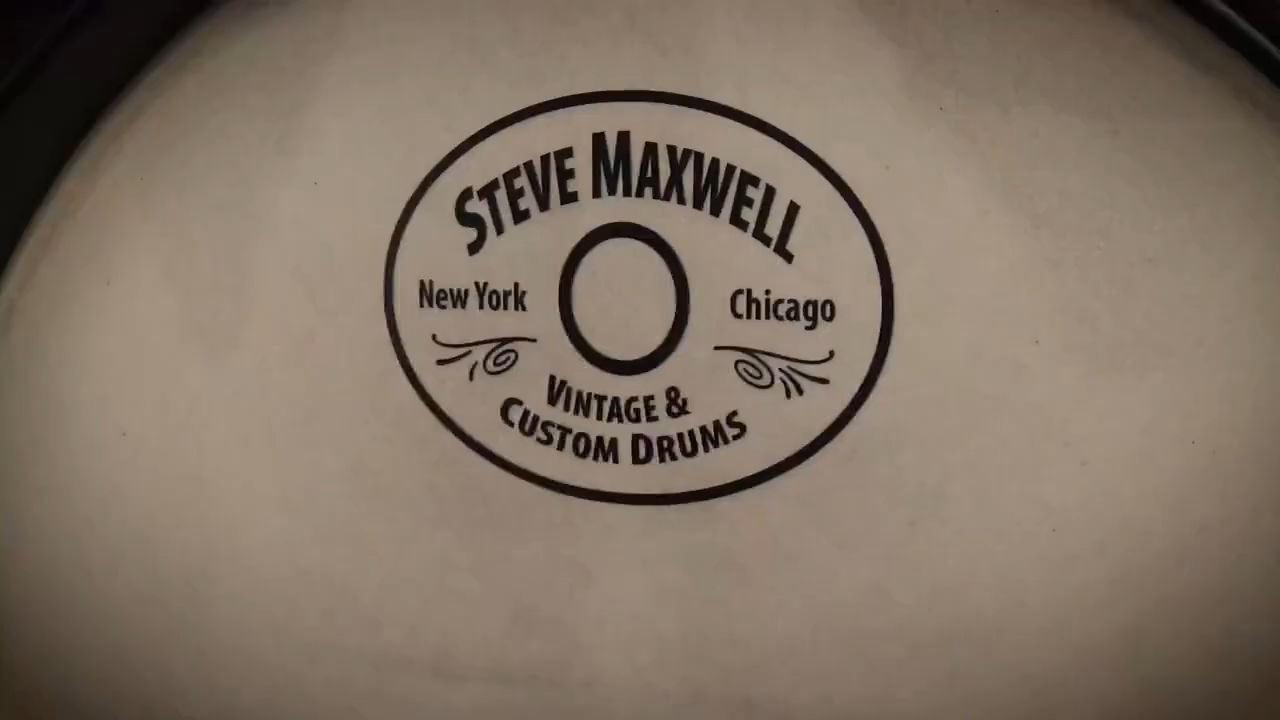 STEVE MAXWELL
New York
Chicago
VINTAGE &
CUSTOM DRUMS